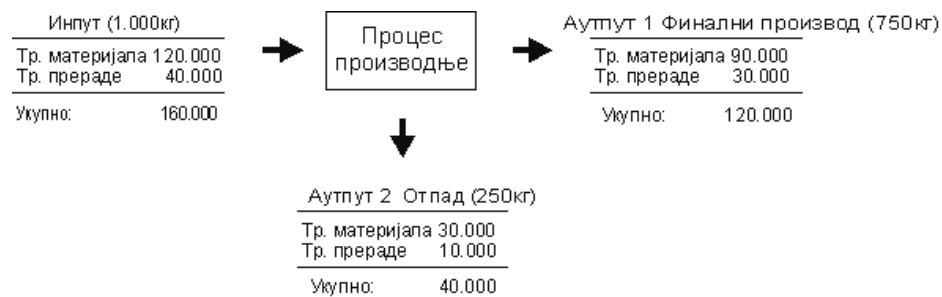 Инпут (1.000кг)
Тр. материјала 120.000
Тр. прераде 40.000
Укупно: 160.000
Процес
производње
Аутпут 1 Финални производ (750кг)
Тр. материјала 90.000
Тр. прераде 30.000
Укупно: 120.000
Аутпут 2 Отпад (250кг)
Тр. материјала 30.000
Тр. прераде 10.000
Укупно: 40.000